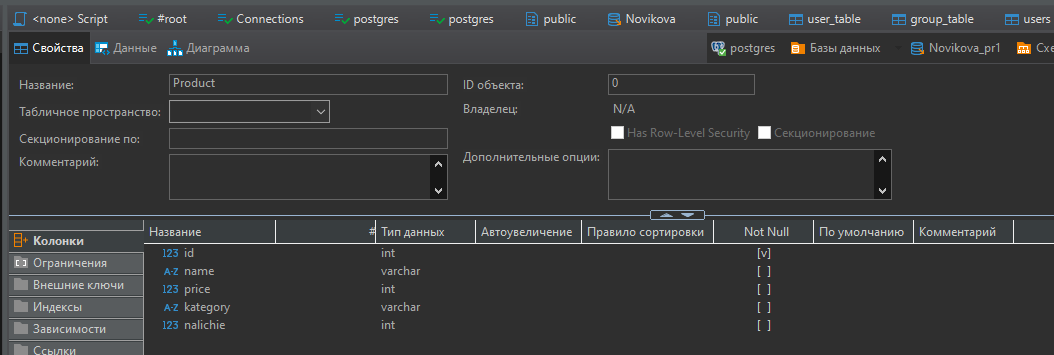 <none> Script #root Connections postgres postgres public Novikova public user_table group_table users
Свойства Данные Диаграмма postgres Базы данных Novikova_pr1 Схе
Название: Product ID объекта: 0
Табличное пространство: Владелец: N/A
Секционирование по: Has Row-Level Security Секционирование
Комментарий: Дополнительные опции:
Название # Тип данных Автоувеличение Правило сортировки Not Null По умолчанию Комментарий
Колонки
Ограничения
Внешние ключи
Индексы
Зависимости
Ссылки
123 id int [v]
A-Z name varchar [ ]
123 price int [ ]
A-Z kategory varchar [ ]
123 nalichie int [ ]